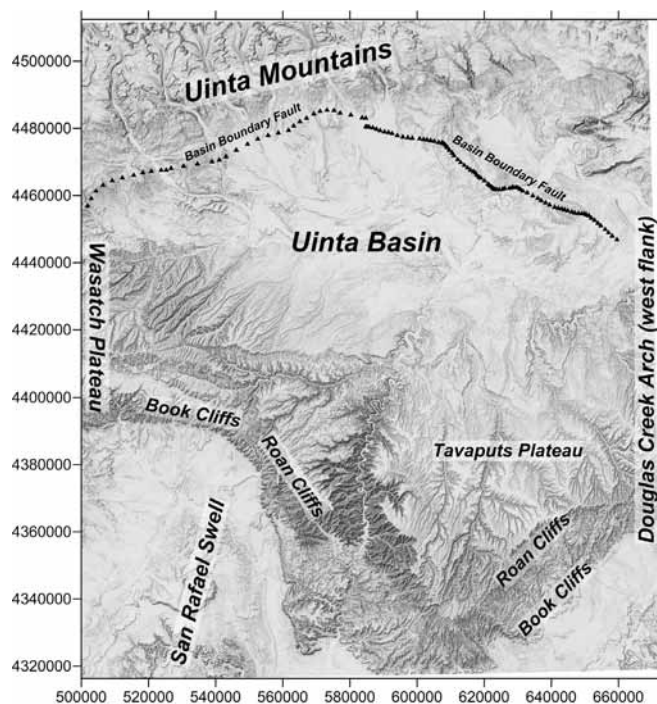 4500000
4480000
4460000
4440000
4420000
4400000
4380000
4360000
4340000
4320000
500000 520000 540000 560000 580000 600000 620000 640000 660000
Uinta Mountains
Basin Boundary Fault
Basin Boundary Fault
Uinta Basin
Wasatch Plateau
Douglas Creek Arch (west flank)
Book Cliffs
Roan Cliffs
Tavaputs Plateau
San Rafael Swell
Roan Cliffs
Book Cliffs